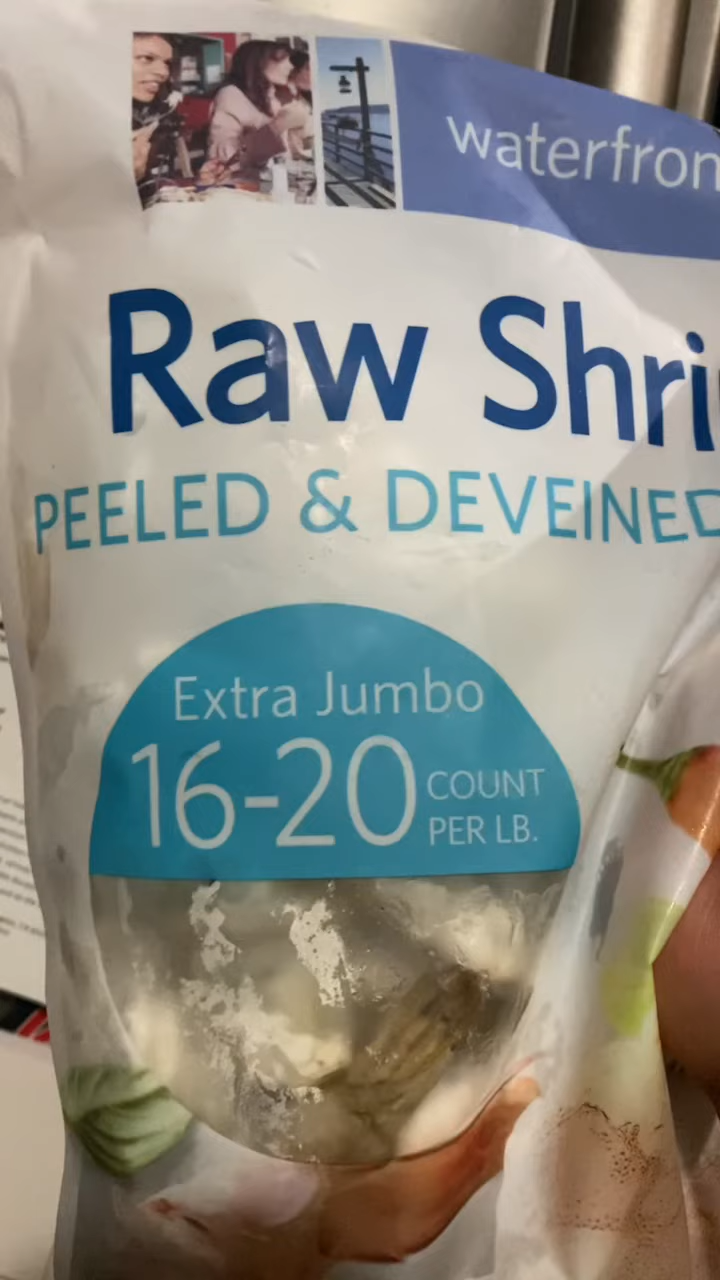 waterfron
Raw Shri
PEELED & DEVEINED
Extra Jumbo
16-20 COUNT
PER LB.